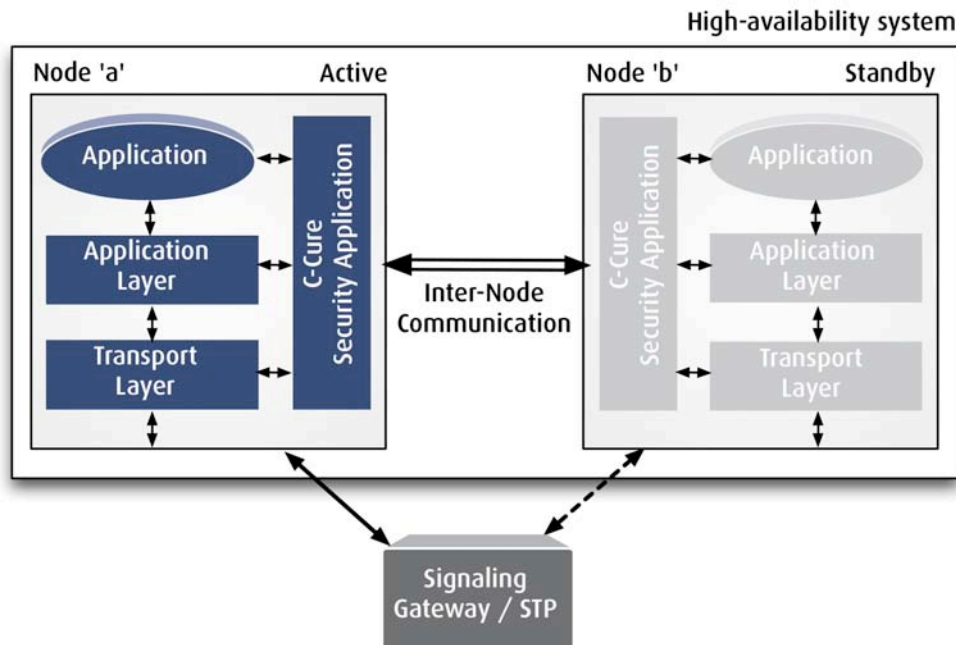 High-availability system
Node 'a'
Active
Application
Application
Layer
Transport
Layer
C-Cure
Security Application
Inter-Node
Communication
Node 'b'
Standby
C-Cure
Security Application
Application
Application
Layer
Transport
Layer
Signaling
Gateway / STP